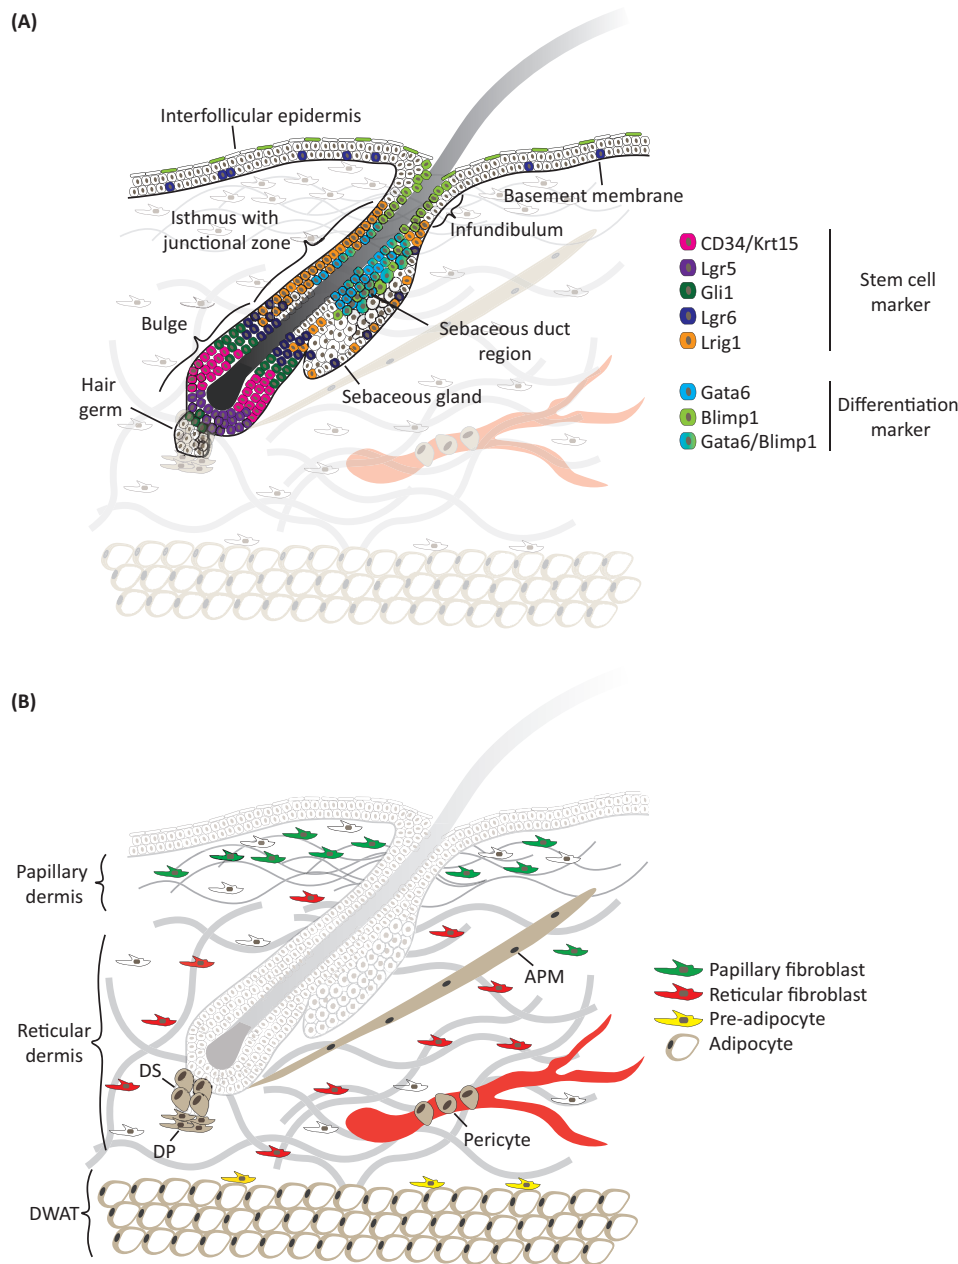 (A)
Interfollicular epidermis
Basement membrane
Isthmus with
junctional zone
Infundibulum
CD34/Krt15
Lgr5
Gli1
Lgr6
Lrig1
Stem cell
marker
Bulge
Sebaceous duct
region
Hair
germ
Sebaceous gland
Gata6
Blimp1
Gata6/Blimp1
Differentiation
marker
(B)
Papillary
dermis
APM
Papillary fibroblast
Reticular fibroblast
Pre-adipocyte
Adipocyte
Reticular
dermis
DS
DP
Pericyte
DWAT